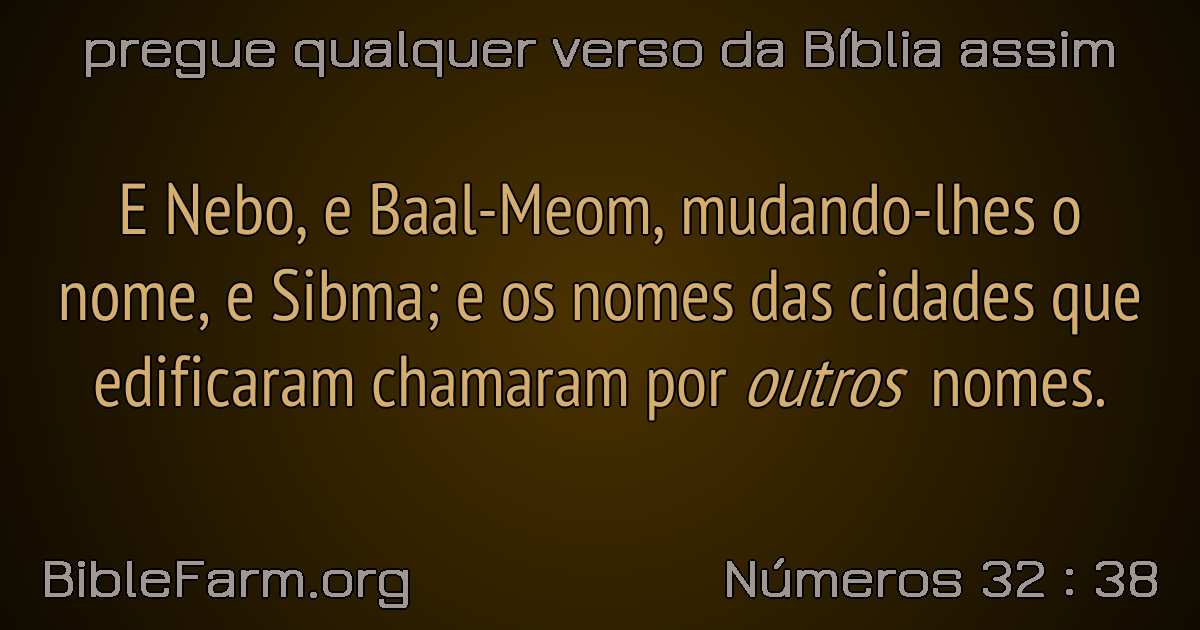 pregue qualquer verso da Bíblia assim
E Nebo, e Baal-Meom, mudando-lhes o
nome, e Sibma; e os nomes das cidades que
edificaram chamaram por outros nomes.
BibleFarm.org
Números 32 : 38